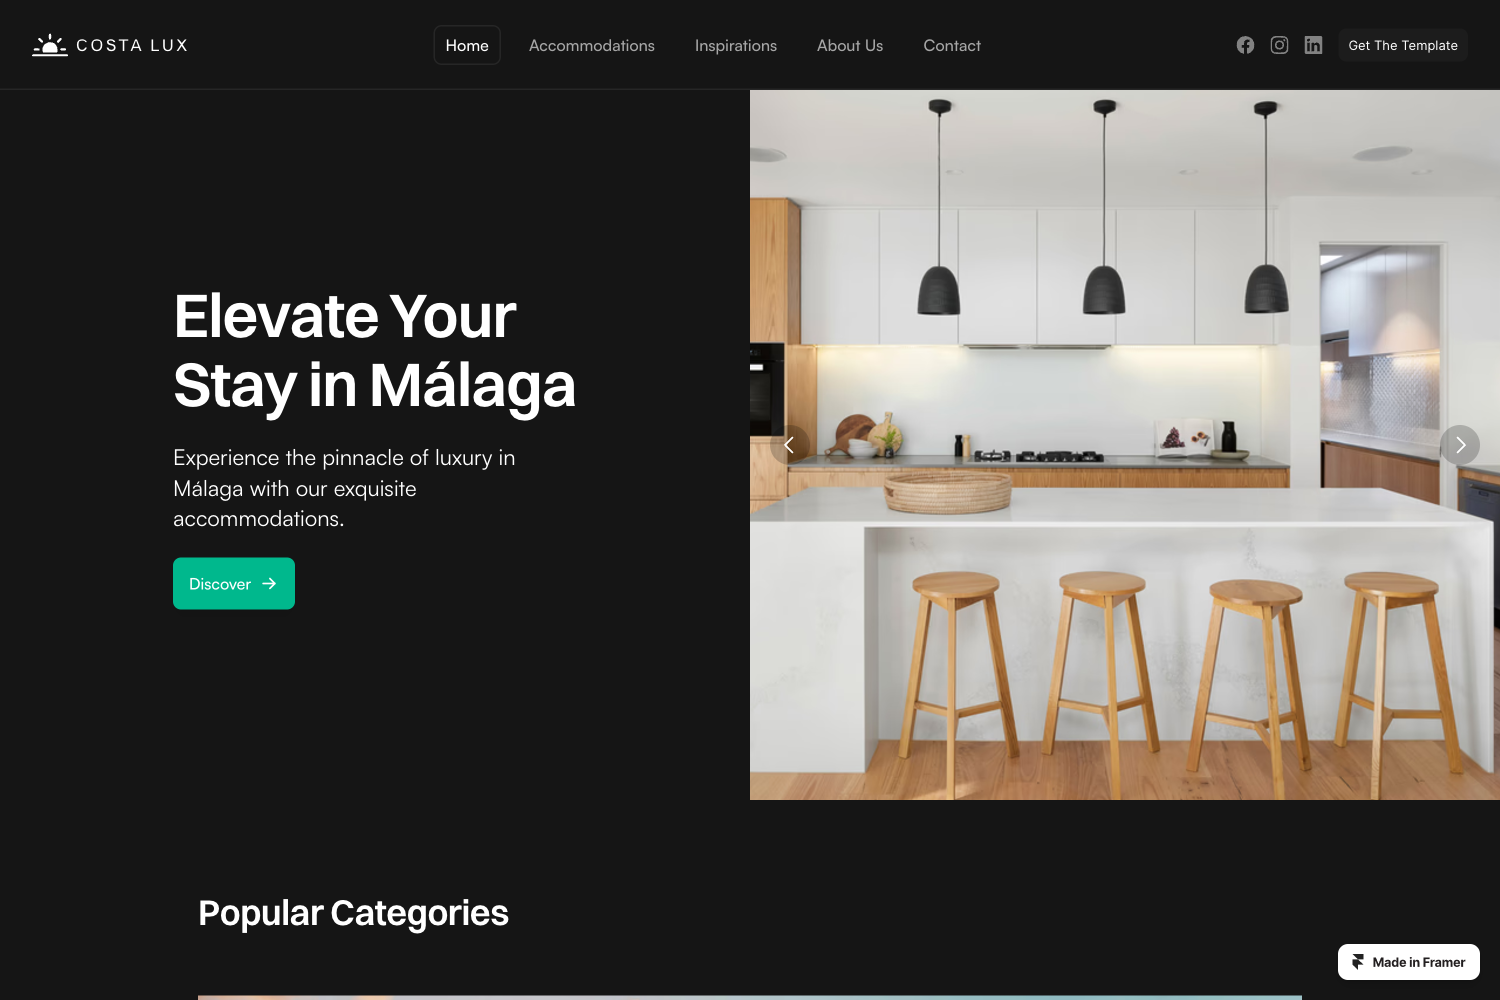 COSTA LUX
Home
Accommodations
Inspirations
About Us
Contact
Get The Template
Elevate Your
Stay in Málaga
Experience the pinnacle of luxury in
Málaga with our exquisite
accommodations.
Discover
Popular Categories
Made in Framer